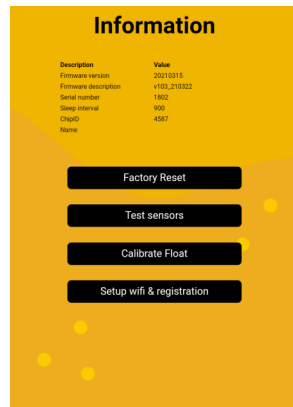 Information
Description Value
Firmware version 20210315
Firmware description v103_210322
Serial number 1802
Sleep interval 900
ChipID 4587
Name
Factory Reset
Test sensors
Calibrate Float
Setup wifi & registration